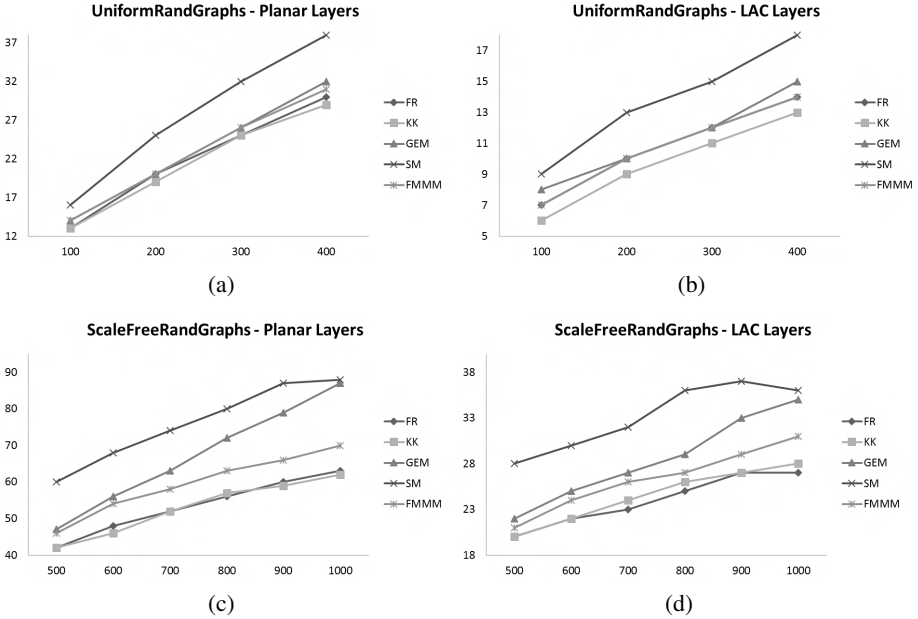 UniformRandGraphs - Planar Layers
37
32
27
22
17
12
100 200 300 400
FR
KK
GEM
SM
FMMM
(a)
UniformRandGraphs - LAC Layers
17
15
13
11
9
7
5
100 200 300 400
FR
KK
GEM
SM
FMMM
(b)
ScaleFreeRandGraphs - Planar Layers
90
80
70
60
50
40
500 600 700 800 900 1000
FR
KK
GEM
SM
FMMM
(c)
ScaleFreeRandGraphs - LAC Layers
38
33
28
23
18
500 600 700 800 900 1000
FR
KK
GEM
SM
FMMM
(d)